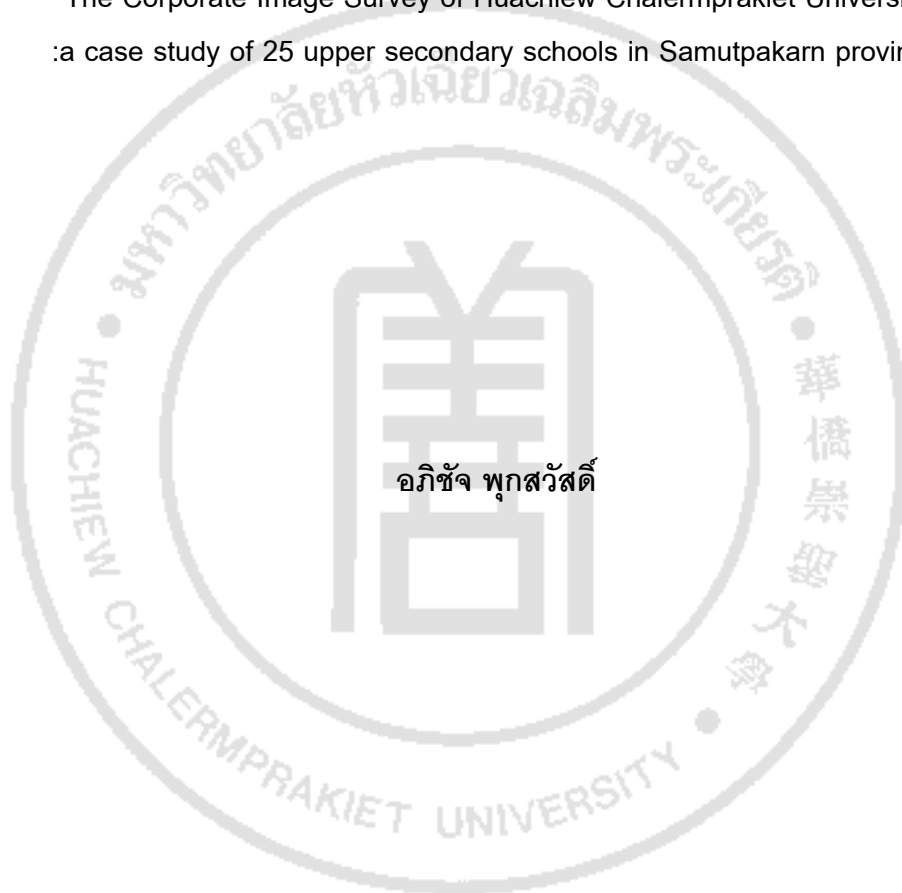 The Corporate Image Survey of Huachiew Chalermprakiet Universi
:a case study of 25 upper secondary schools in Samutpakarn provin
มหาวิทยาลัยหัวเฉียวเฉลิมพระเกียรติ
華僑崇聖大學
อภิชัจ พุกสวัสดิ์
HUACHIEW CHALERMPRAKIET UNIVERSITY